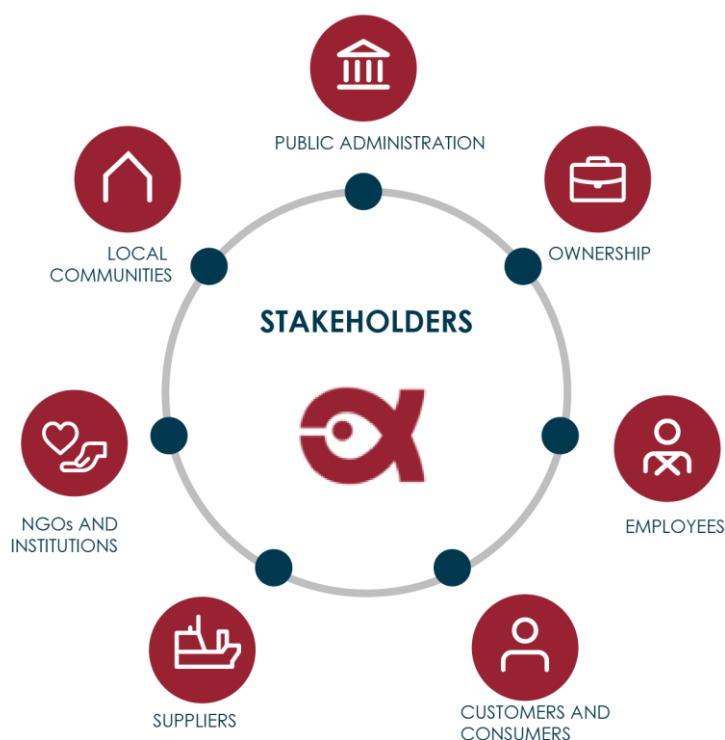 PUBLIC ADMINISTRATION
LOCAL
COMMUNITIES
OWNERSHIP
STAKEHOLDERS
NGOs AND
INSTITUTIONS
EMPLOYEES
SUPPLIERS
CUSTOMERS AND
CONSUMERS